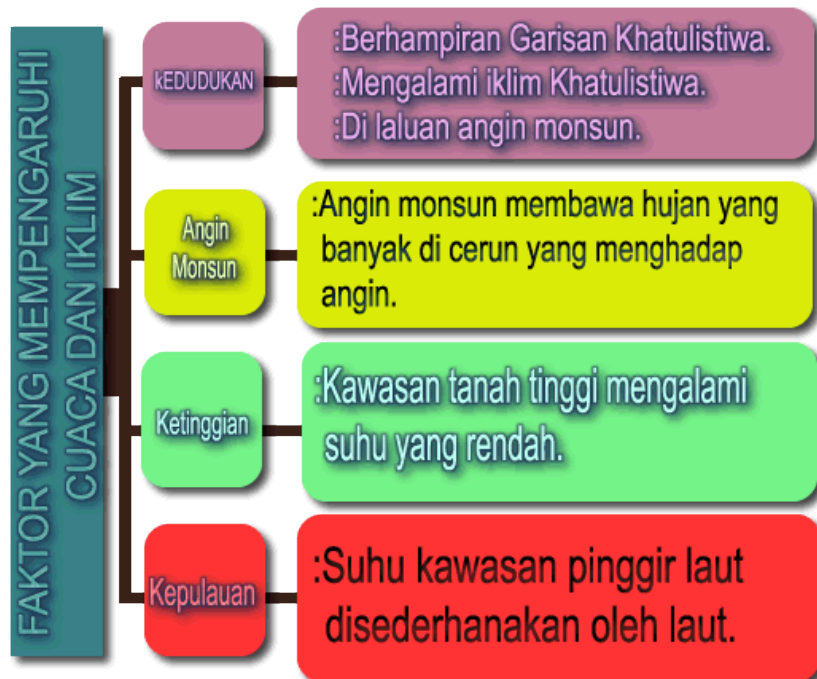 FAKTOR YANG MEMPENGARUHI
CUACA DAN IKLIM
kEDUDUKAN
:Berhampiran Garisan Khatulistiwa.
:Mengalami iklim Khatulistiwa.
:Di laluan angin monsun.
Angin
Monsun
:Angin monsun membawa hujan yang
banyak di cerun yang menghadap
angin.
Ketinggian
:Kawasan tanah tinggi mengalami
suhu yang rendah.
Kepulauan
:Suhu kawasan pinggir laut
disederhanakan oleh laut.